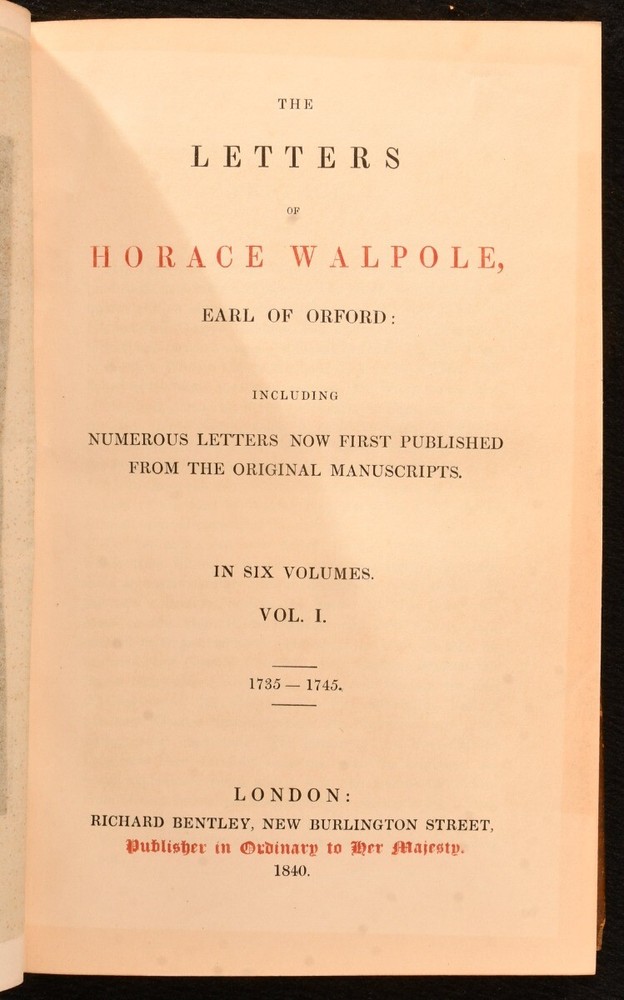 THE
LETTERS
OF
HORACE WALPOLE,
EARL OF ORFORD:
INCLUDING
NUMEROUS LETTERS NOW FIRST PUBLISHED
FROM THE ORIGINAL MANUSCRIPTS.
IN SIX VOLUMES.
VOL. I.
1735 — 1745.
LONDON:
RICHARD BENTLEY, NEW BURLINGTON STREET,
Publisher in Ordinary to Her Majesty.
1840.